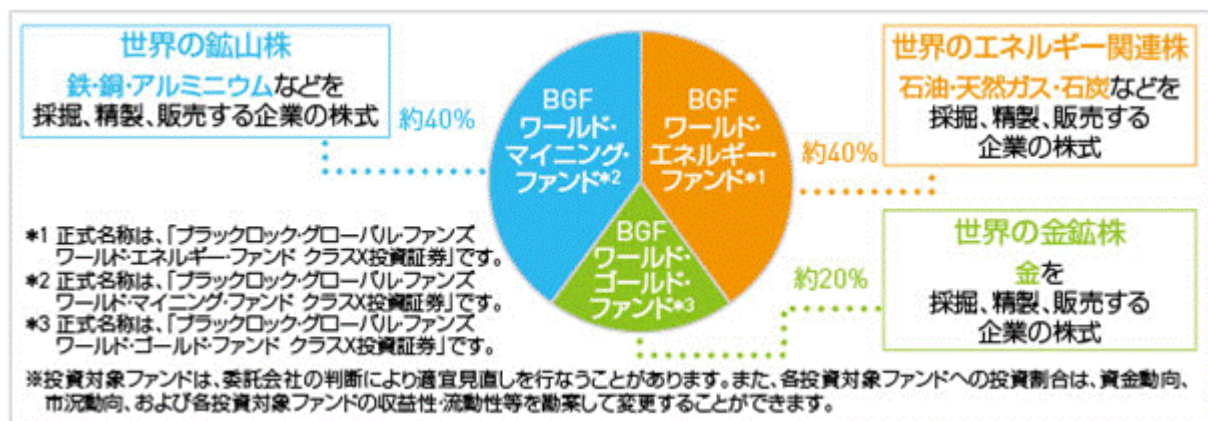 世界の鉱山株
鉄・銅・アルミニウムなどを
採掘、精製、販売する企業の株式
約40%
BGF
ワールド・
マイニング・
ファンド*2
BGF
ワールド・
エネルギー・
ファンド*1
BGF
ワールド・
ゴールド・
ファンド*3
世界のエネルギー関連株
石油・天然ガス・石炭などを
採掘、精製、販売する
企業の株式
約40%
世界の金鉱株
金を
採掘、精製、販売する
企業の株式
約20%
*1 正式名称は、「ブラックロック・グローバル・ファンズ
ワールド・エネルギー・ファンド クラスX投資証券」です。
*2 正式名称は、「ブラックロック・グローバル・ファンズ
ワールド・マイニング・ファンド クラスX投資証券」です。
*3 正式名称は、「ブラックロック・グローバル・ファンズ
ワールド・ゴールド・ファンド クラスX投資証券」です。
※投資対象ファンドは、委託会社の判断により適宜見直しを行なうことがあります。また、各投資対象ファンドへの投資割合は、資金動向、
市況動向、および各投資対象ファンドの収益性・流動性等を勘案して変更することができます。